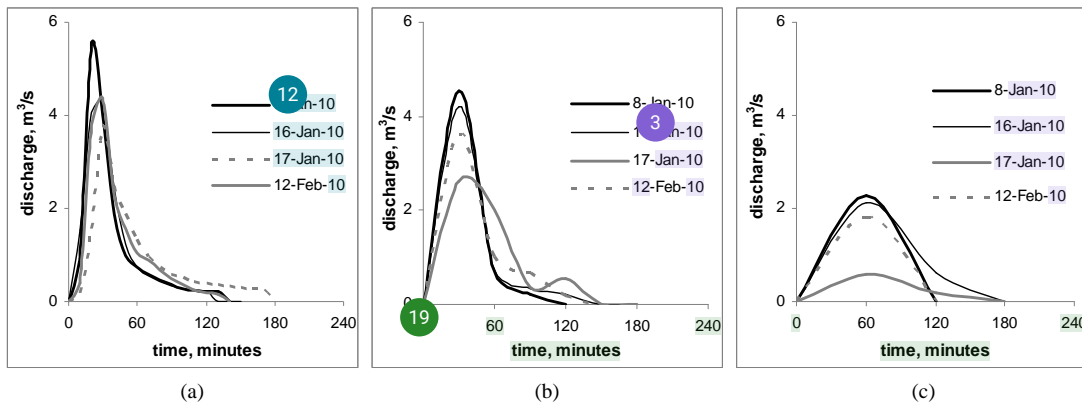 6
4
2
0
discharge, m³/s
12
-10
16-Jan-10
17-Jan-10
12-Feb-10
0 60 120 180 240
time, minutes
(a)
6
4
2
0
discharge, m³/s
8-Jan-10
3
-10
17-Jan-10
12-Feb-10
19
60 120 180 240
time, minutes
(b)
6
4
2
0
discharge, m³/s
8-Jan-10
16-Jan-10
17-Jan-10
12-Feb-10
0 60 120 180 240
time, minutes
(c)